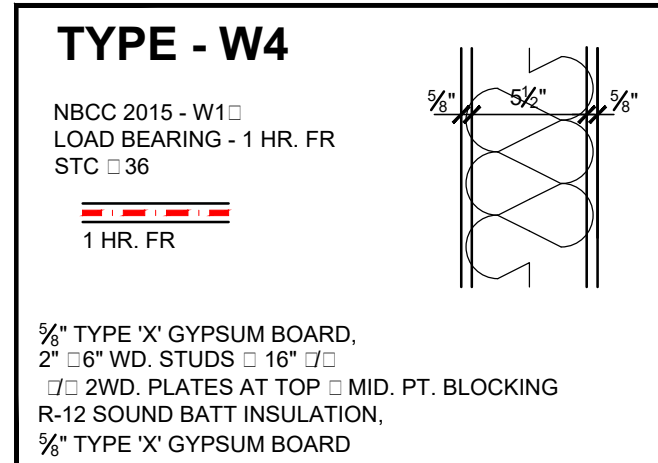 TYPE - W4
NBCC 2015 - W1□
LOAD BEARING - 1 HR. FR
STC □ 36
1 HR. FR
5/8" 5 1/2" 5/8"
5/8" TYPE 'X' GYPSUM BOARD,
2" □6" WD. STUDS □ 16" □/□
□/□ 2WD. PLATES AT TOP □ MID. PT. BLOCKING
R-12 SOUND BATT INSULATION,
5/8" TYPE 'X' GYPSUM BOARD